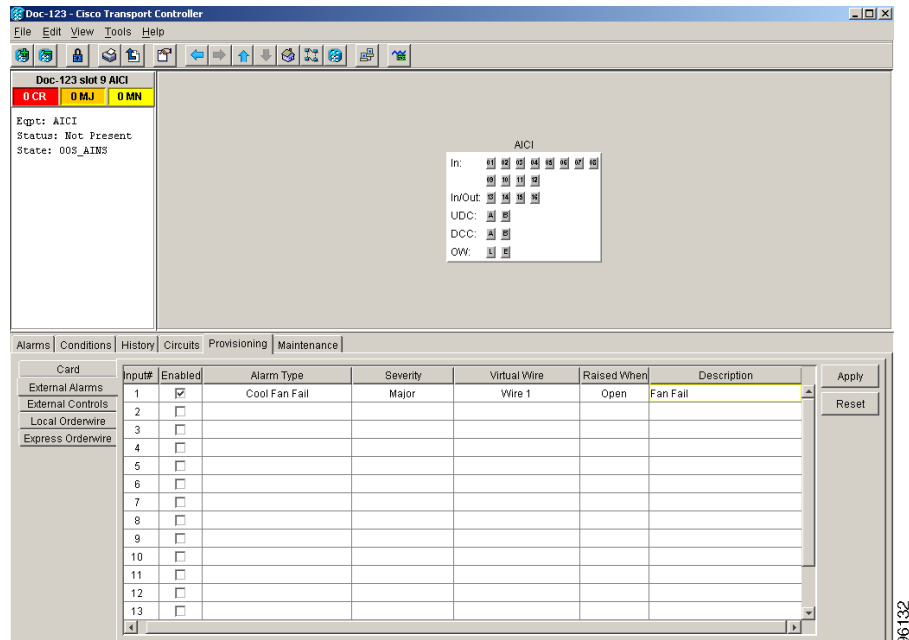 Doc-123 - Cisco Transport Controller
File Edit View Tools Help
Doc-123 slot 9 AICI
0 CR 0 MJ 0 MN
Eqpt: AICI
Status: Not Present
State: OOS_AINS
AICI
In: 01 02 03 04 05 06 07 08
09 10 11 12
In/Out: 13 14 15 16
UDC: A B
DCC: A B
OW: L E
Alarms Conditions History Circuits Provisioning Maintenance
Card
External Alarms
External Controls
Local Orderwire
Express Orderwire
Input# Enabled Alarm Type Severity Virtual Wire Raised When Description
1 Cool Fan Fail Major Wire 1 Open Fan Fail
2
3
4
5
6
7
8
9
10
11
12
13
Apply
Reset
96132